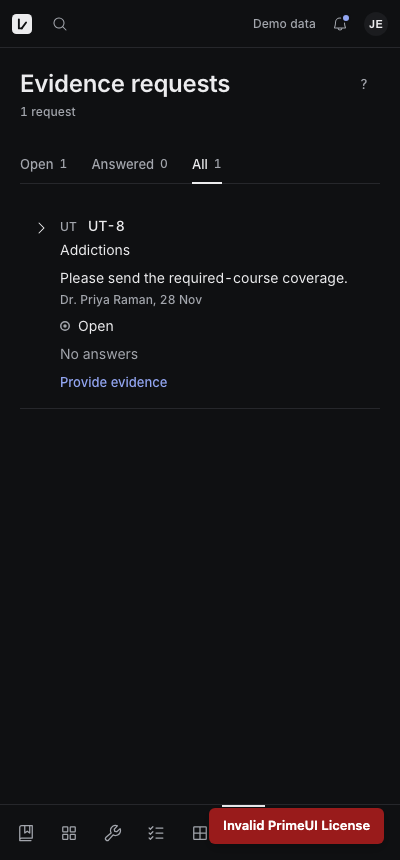 Demo data
JE
Evidence requests
?
1 request
Open 1
Answered 0
All 1
UT UT-8
Addictions
Please send the required-course coverage.
Dr. Priya Raman, 28 Nov
Open
No answers
Provide evidence
Invalid PrimeUI License